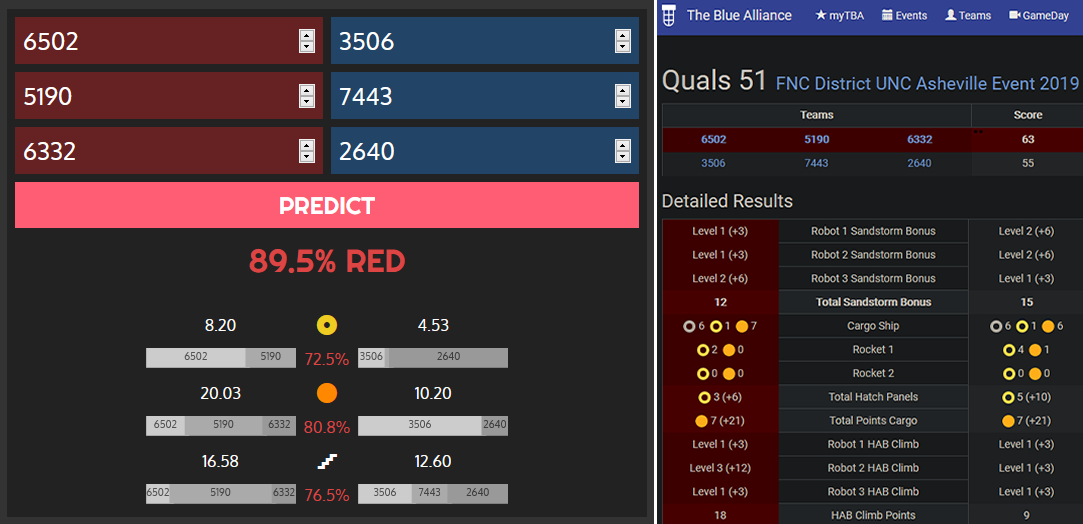 6502 3506
5190 7443
6332 2640
PREDICT
89.5% RED
8.20 4.53
6502 5190 72.5% 3506 2640
20.03 10.20
6502 5190 6332 80.8% 3506 2640
16.58 12.60
6502 5190 6332 76.5% 3506 7443 2640
The Blue Alliance myTBA Events Teams GameDay
Quals 51 FNC District UNC Asheville Event 2019
Teams Score
6502 5190 6332 63
3506 7443 2640 55
Detailed Results
Level 1 (+3) Robot 1 Sandstorm Bonus Level 2 (+6)
Level 1 (+3) Robot 2 Sandstorm Bonus Level 2 (+6)
Level 2 (+6) Robot 3 Sandstorm Bonus Level 1 (+3)
12 Total Sandstorm Bonus 15
6 1 7 Cargo Ship 6 1 6
2 0 Rocket 1 4 1
0 0 Rocket 2 0 0
3 (+6) Total Hatch Panels 5 (+10)
7 (+21) Total Points Cargo 7 (+21)
Level 1 (+3) Robot 1 HAB Climb Level 1 (+3)
Level 3 (+12) Robot 2 HAB Climb Level 1 (+3)
Level 1 (+3) Robot 3 HAB Climb Level 1 (+3)
18 HAB Climb Points 9